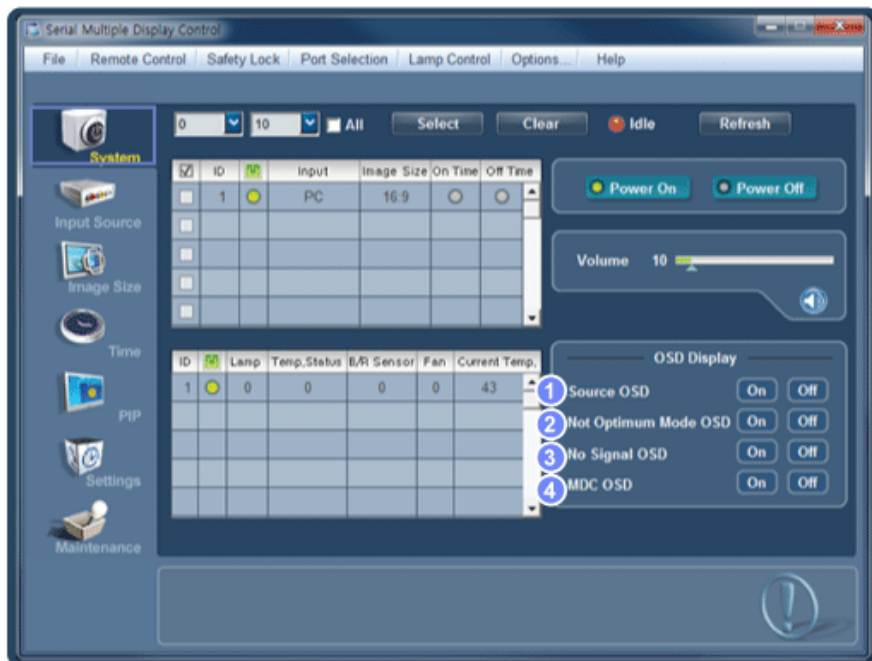 Serial Multiple Display Control
File Remote Control Safety Lock Port Selection Lamp Control Options... Help
0 10 All Select Clear Idle Refresh
System
Input Source
Image Size
Time
PIP
Settings
Maintenance
ID Input Image Size On Time Off Time
1 PC 16:9
Power On Power Off
Volume 10
ID Lamp Temp,Status B/R Sensor Fan Current Temp,
1 0 0 0 0 43
OSD Display
1 Source OSD On Off
2 Not Optimum Mode OSD On Off
3 No Signal OSD On Off
4 MDC OSD On Off